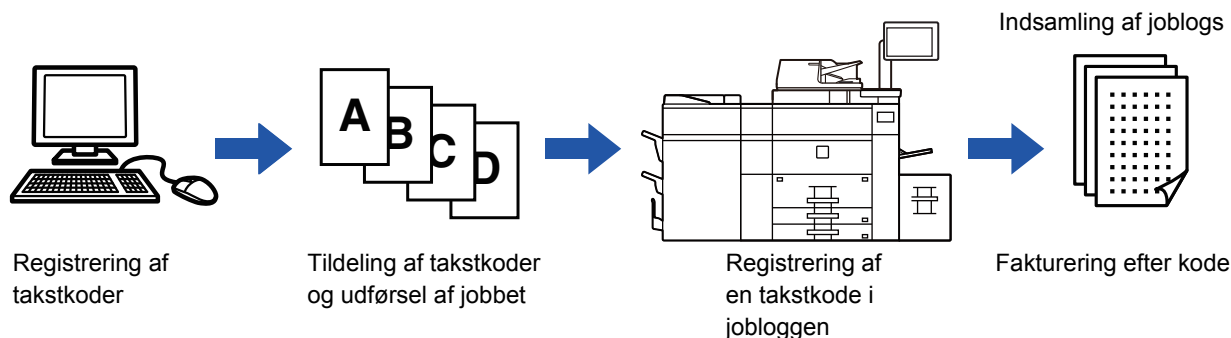 Indsamling af joblogs
A
B
C
D
Registrering af
takstkoder
Tildeling af takstkoder
og udførsel af jobbet
Registrering af
en takstkode i
jobloggen
Fakturering efter kode